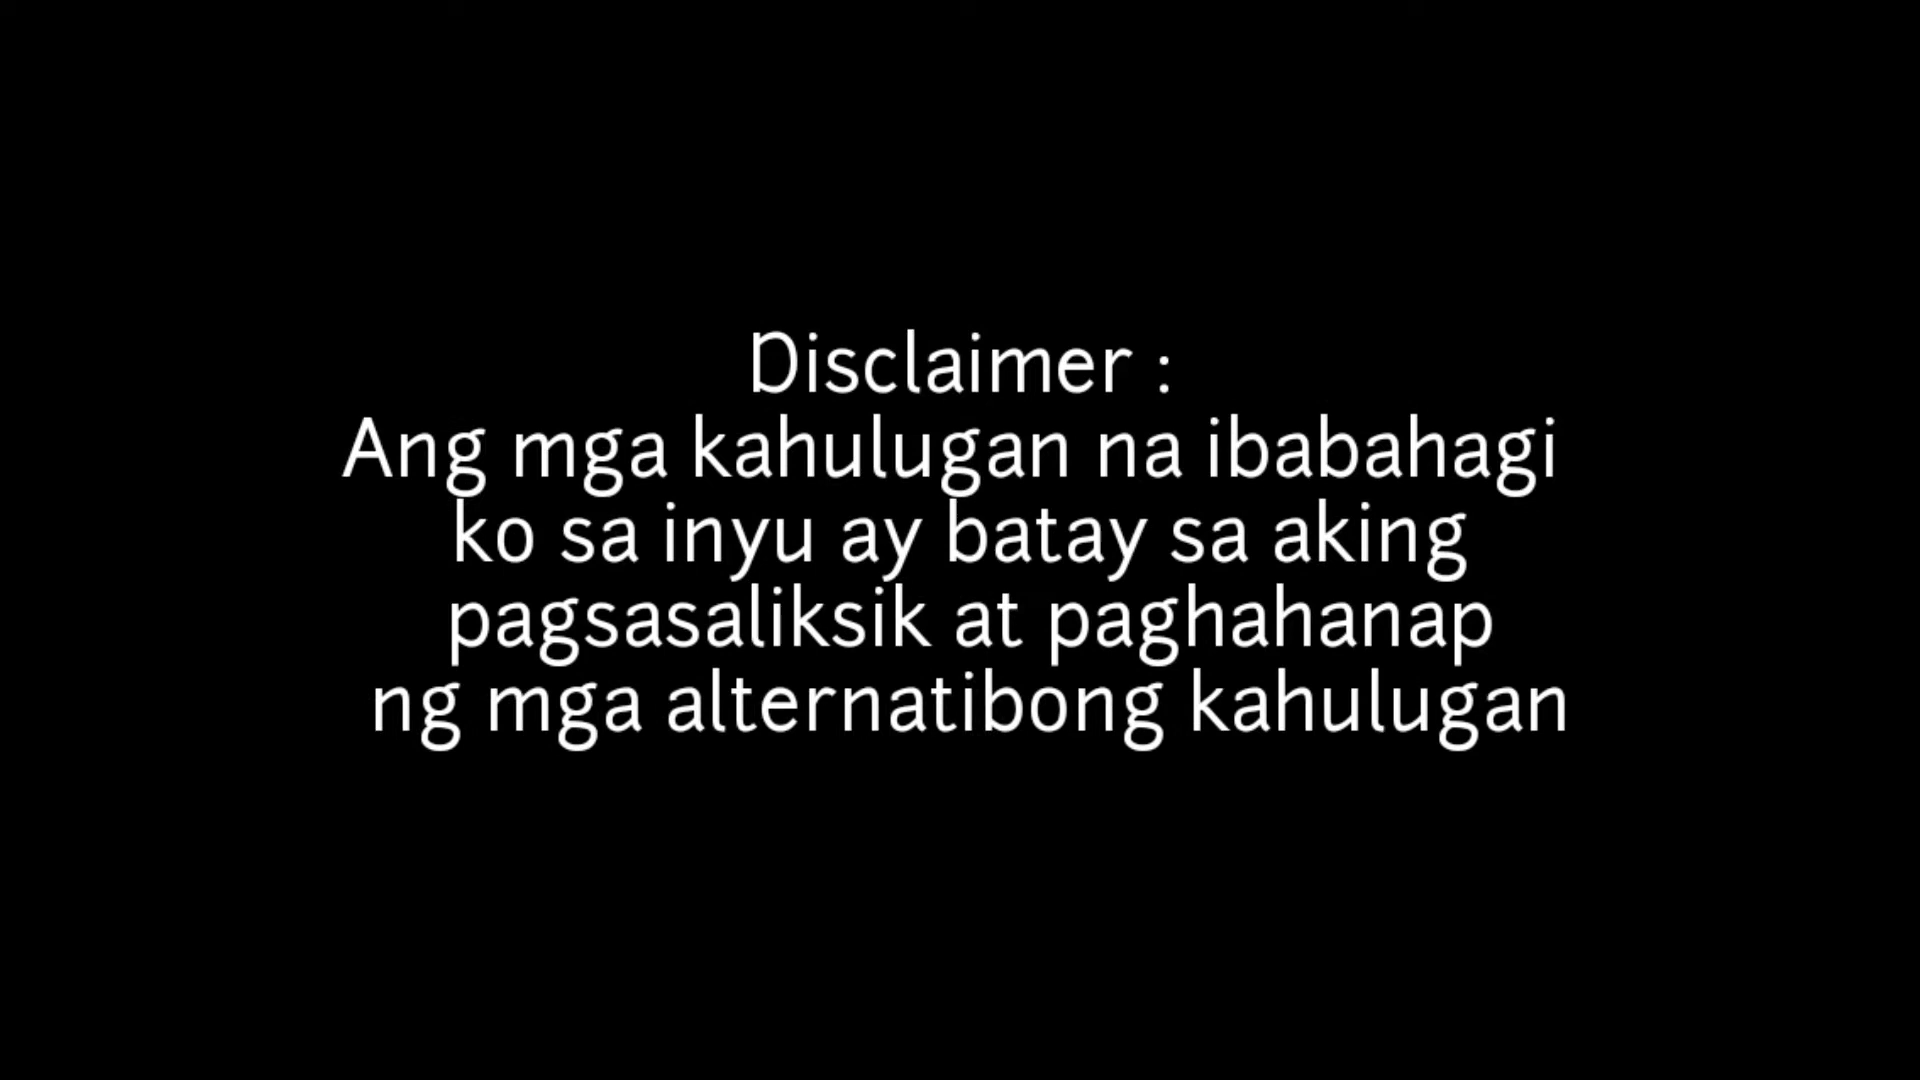 Disclaimer :
Ang mga kahulugan na ibabahagi
ko sa inyu ay batay sa aking
pagsasaliksik at paghahanap
ng mga alternatibong kahulugan